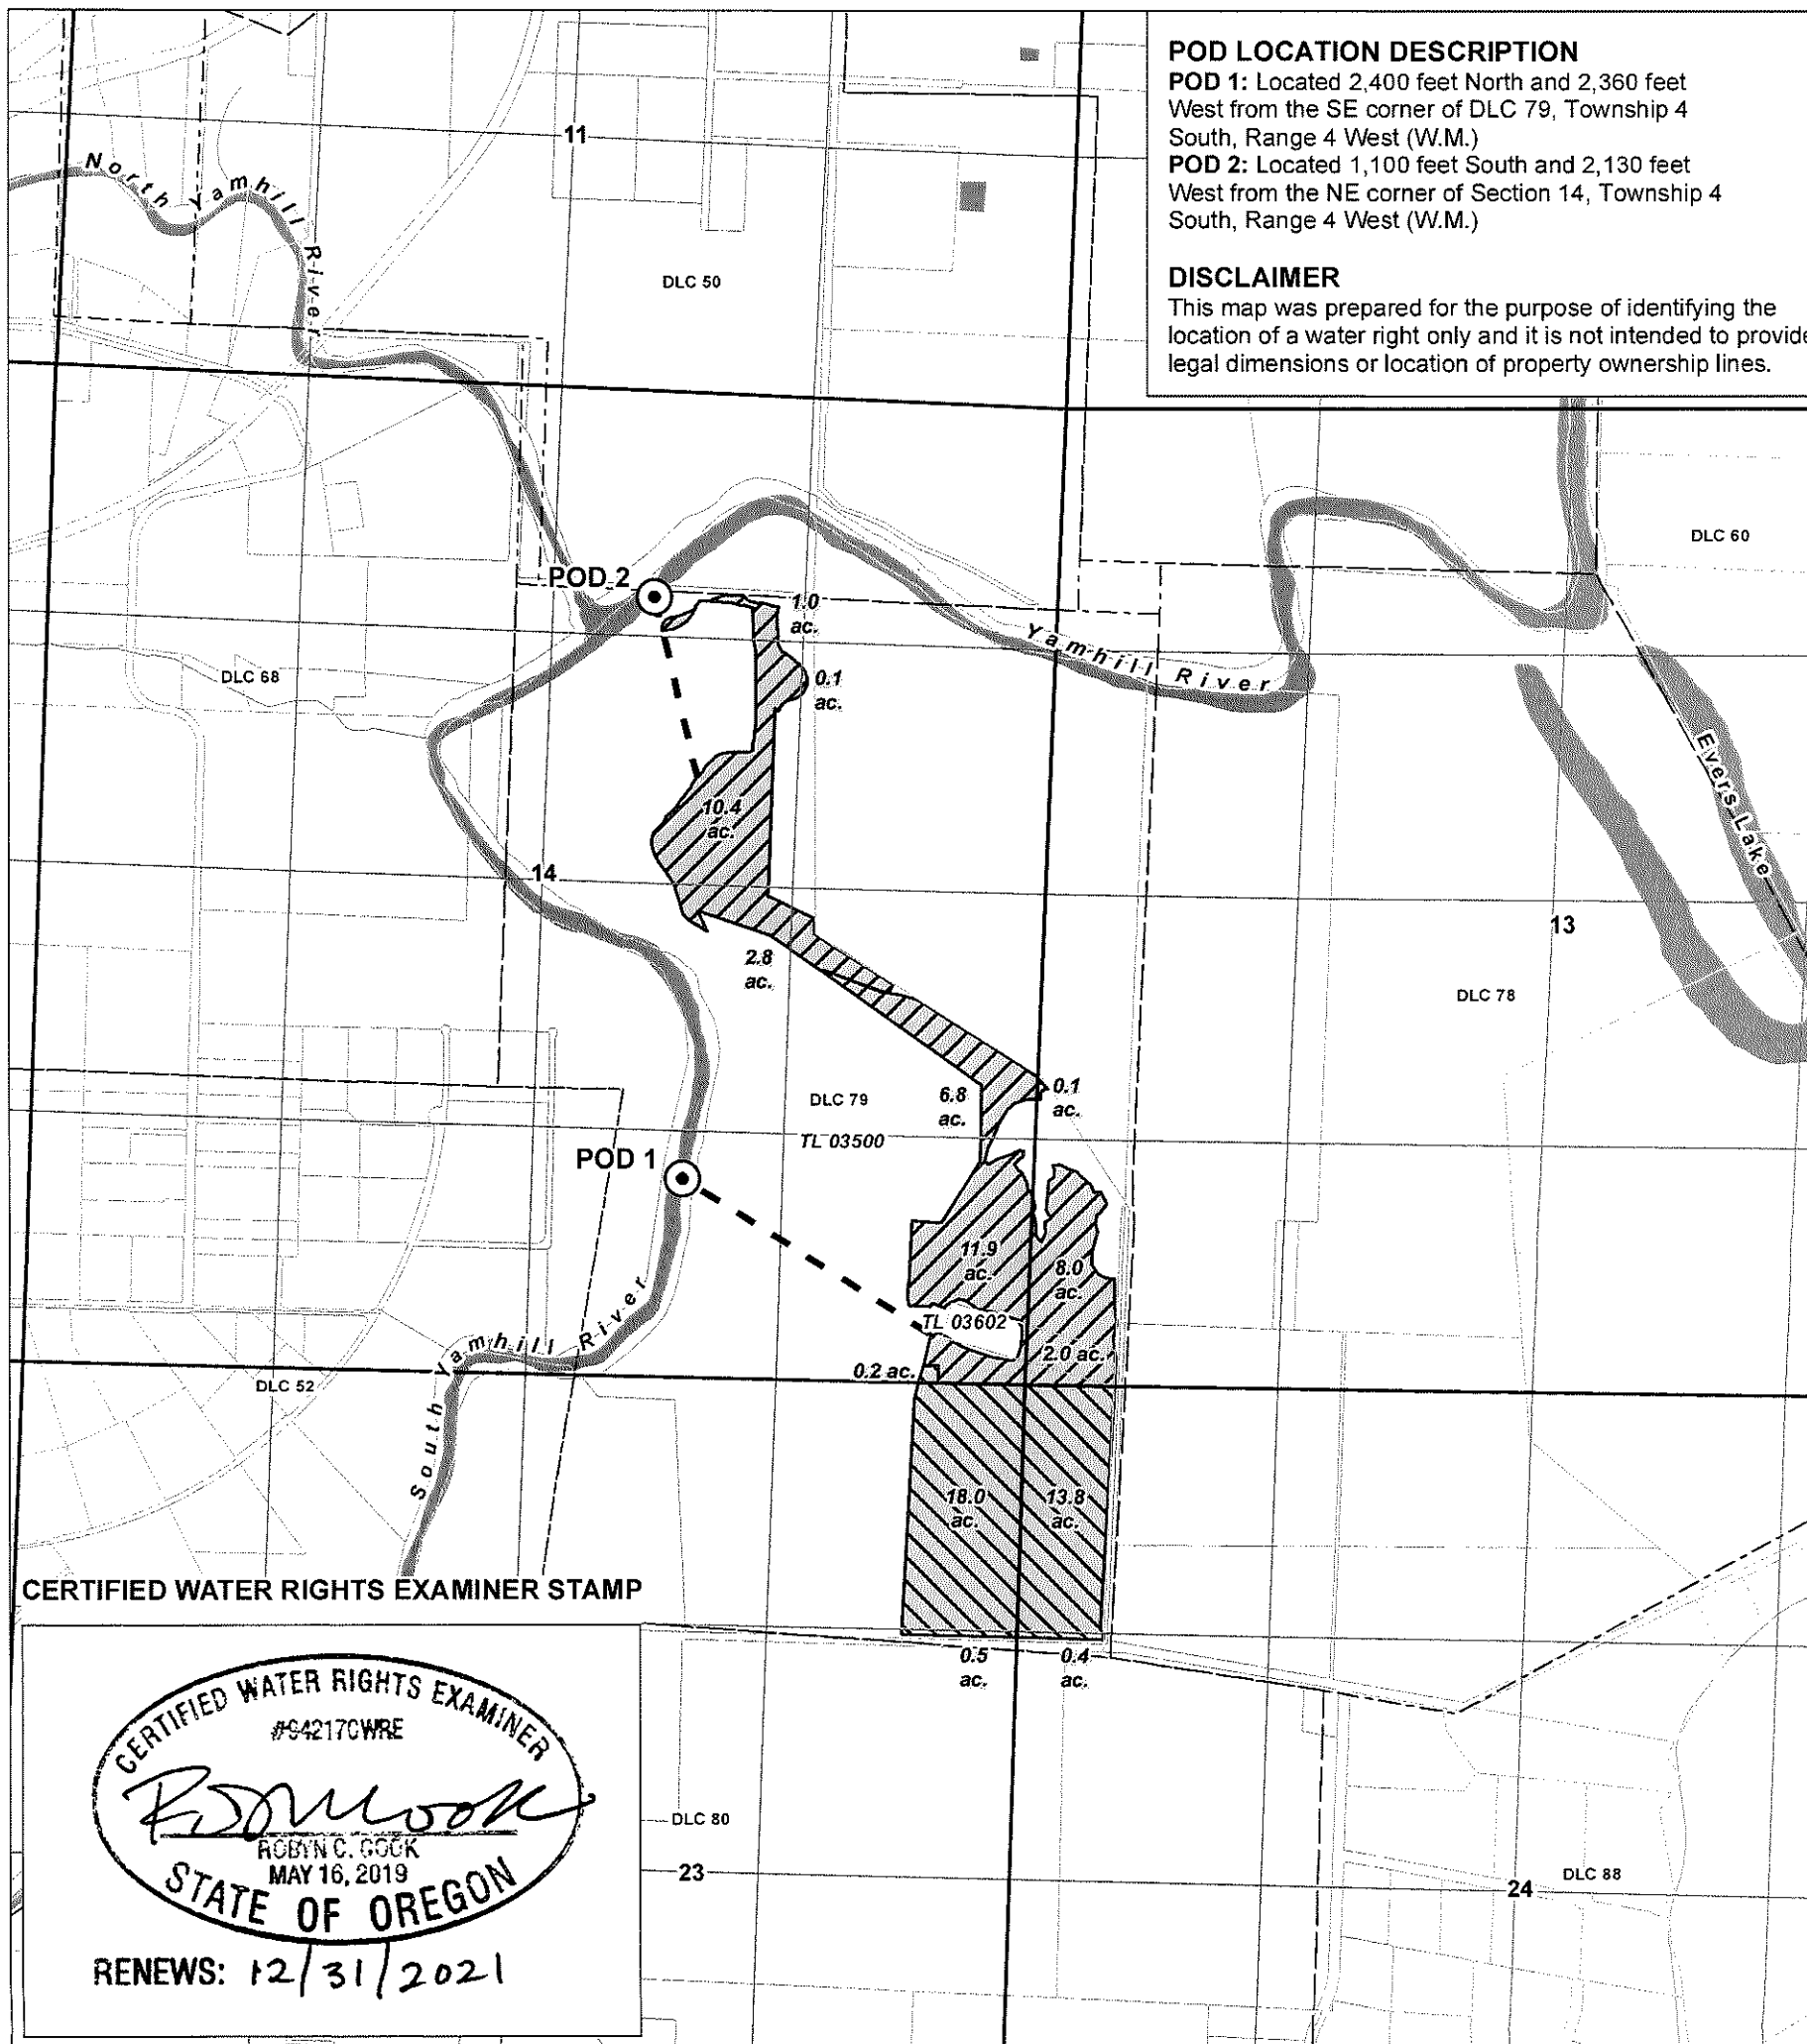 POD LOCATION DESCRIPTION
POD 1: Located 2,400 feet North and 2,360 feet
West from the SE corner of DLC 79, Township 4
South, Range 4 West (W.M.)
POD 2: Located 1,100 feet South and 2,130 feet
West from the NE corner of Section 14, Township 4
South, Range 4 West (W.M.)
DISCLAIMER
This map was prepared for the purpose of identifying the
location of a water right only and it is not intended to provide
legal dimensions or location of property ownership lines.
11
North Yamhill River
DLC 50
DLC 60
POD 2
1.0
ac.
Yamhill River
DLC 68
0.1
ac.
Evers Lake
10.4
ac.
14
13
2.8
ac.
DLC 78
DLC 79
6.8
ac.
0.1
ac.
TL 03500
POD 1
11.9
ac.
8.0
ac.
TL 03602
2.0 ac.
0.2 ac.
South Yamhill River
DLC 52
18.0
ac.
13.8
ac.
0.5
ac.
0.4
ac.
CERTIFIED WATER RIGHTS EXAMINER STAMP
CERTIFIED WATER RIGHTS EXAMINER
#94217CWRE
ROBYN C. COOK
MAY 16, 2019
STATE OF OREGON
RENEWS: 12/31/2021
DLC 80
23
24
DLC 88